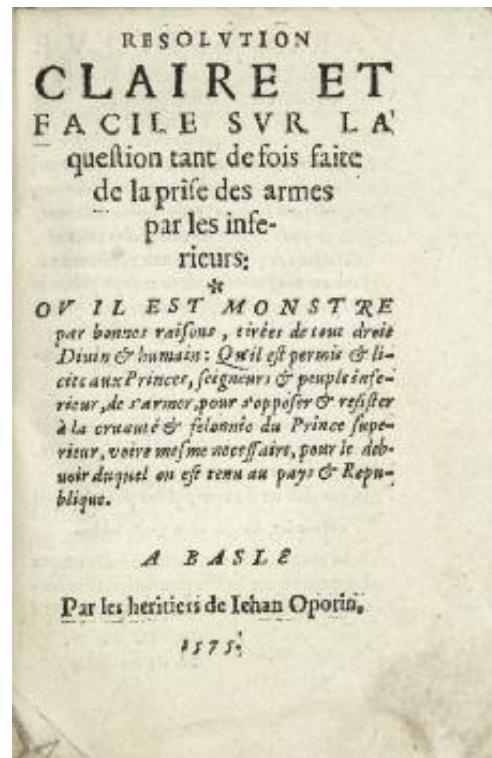 RESOLVTION
CLAIRE ET
FACILE SVR LA
queſtion tant de fois faite
de la priſe des armes
par les infe-
rieurs:
*
OV IL EST MONSTRE
par bonnes raiſons, tirées de tout droit
Diuin & humain: Qu'il eſt permis & li-
cite aux Princes, ſeigneurs & peuple infe-
rieur, de s'armer, pour s'oppoſer & reſiſter
à la cruauté & felonnie du Prince ſupe-
rieur, voire meſme neceſſaire, pour le deb-
uoir duquel on eſt tenu au pays & Repu-
blique.
A BASLE
Par les heritiers de Iehan Oporin.
1575.